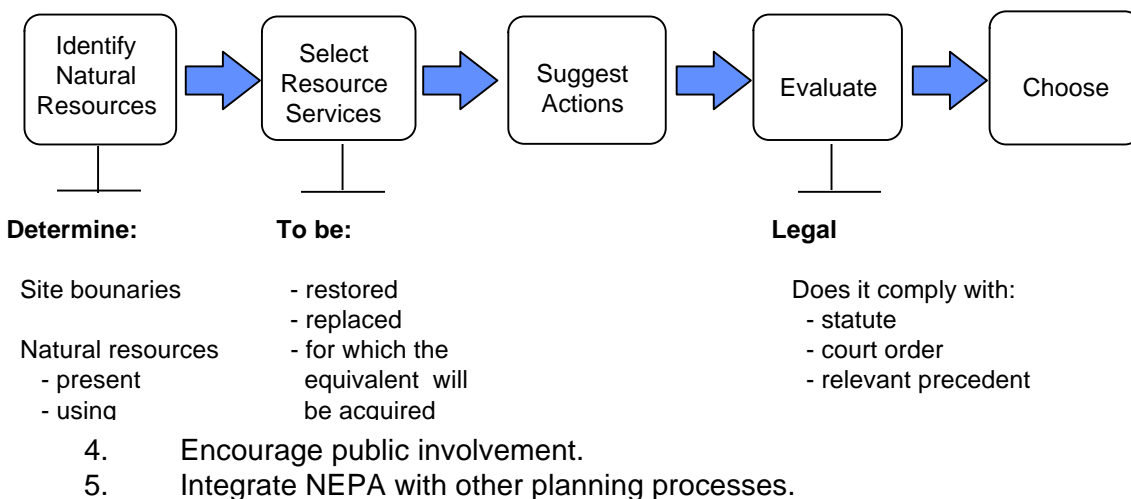 Identify
Natural
Resources
Select
Resource
Services
Suggest
Actions
Evaluate
Choose
Determine:
Site bounaries
Natural resources
- present
- using
To be:
- restored
- replaced
- for which the
equivalent will
be acquired
Legal
Does it comply with:
- statute
- court order
- relevant precedent
4. Encourage public involvement.
5. Integrate NEPA with other planning processes.